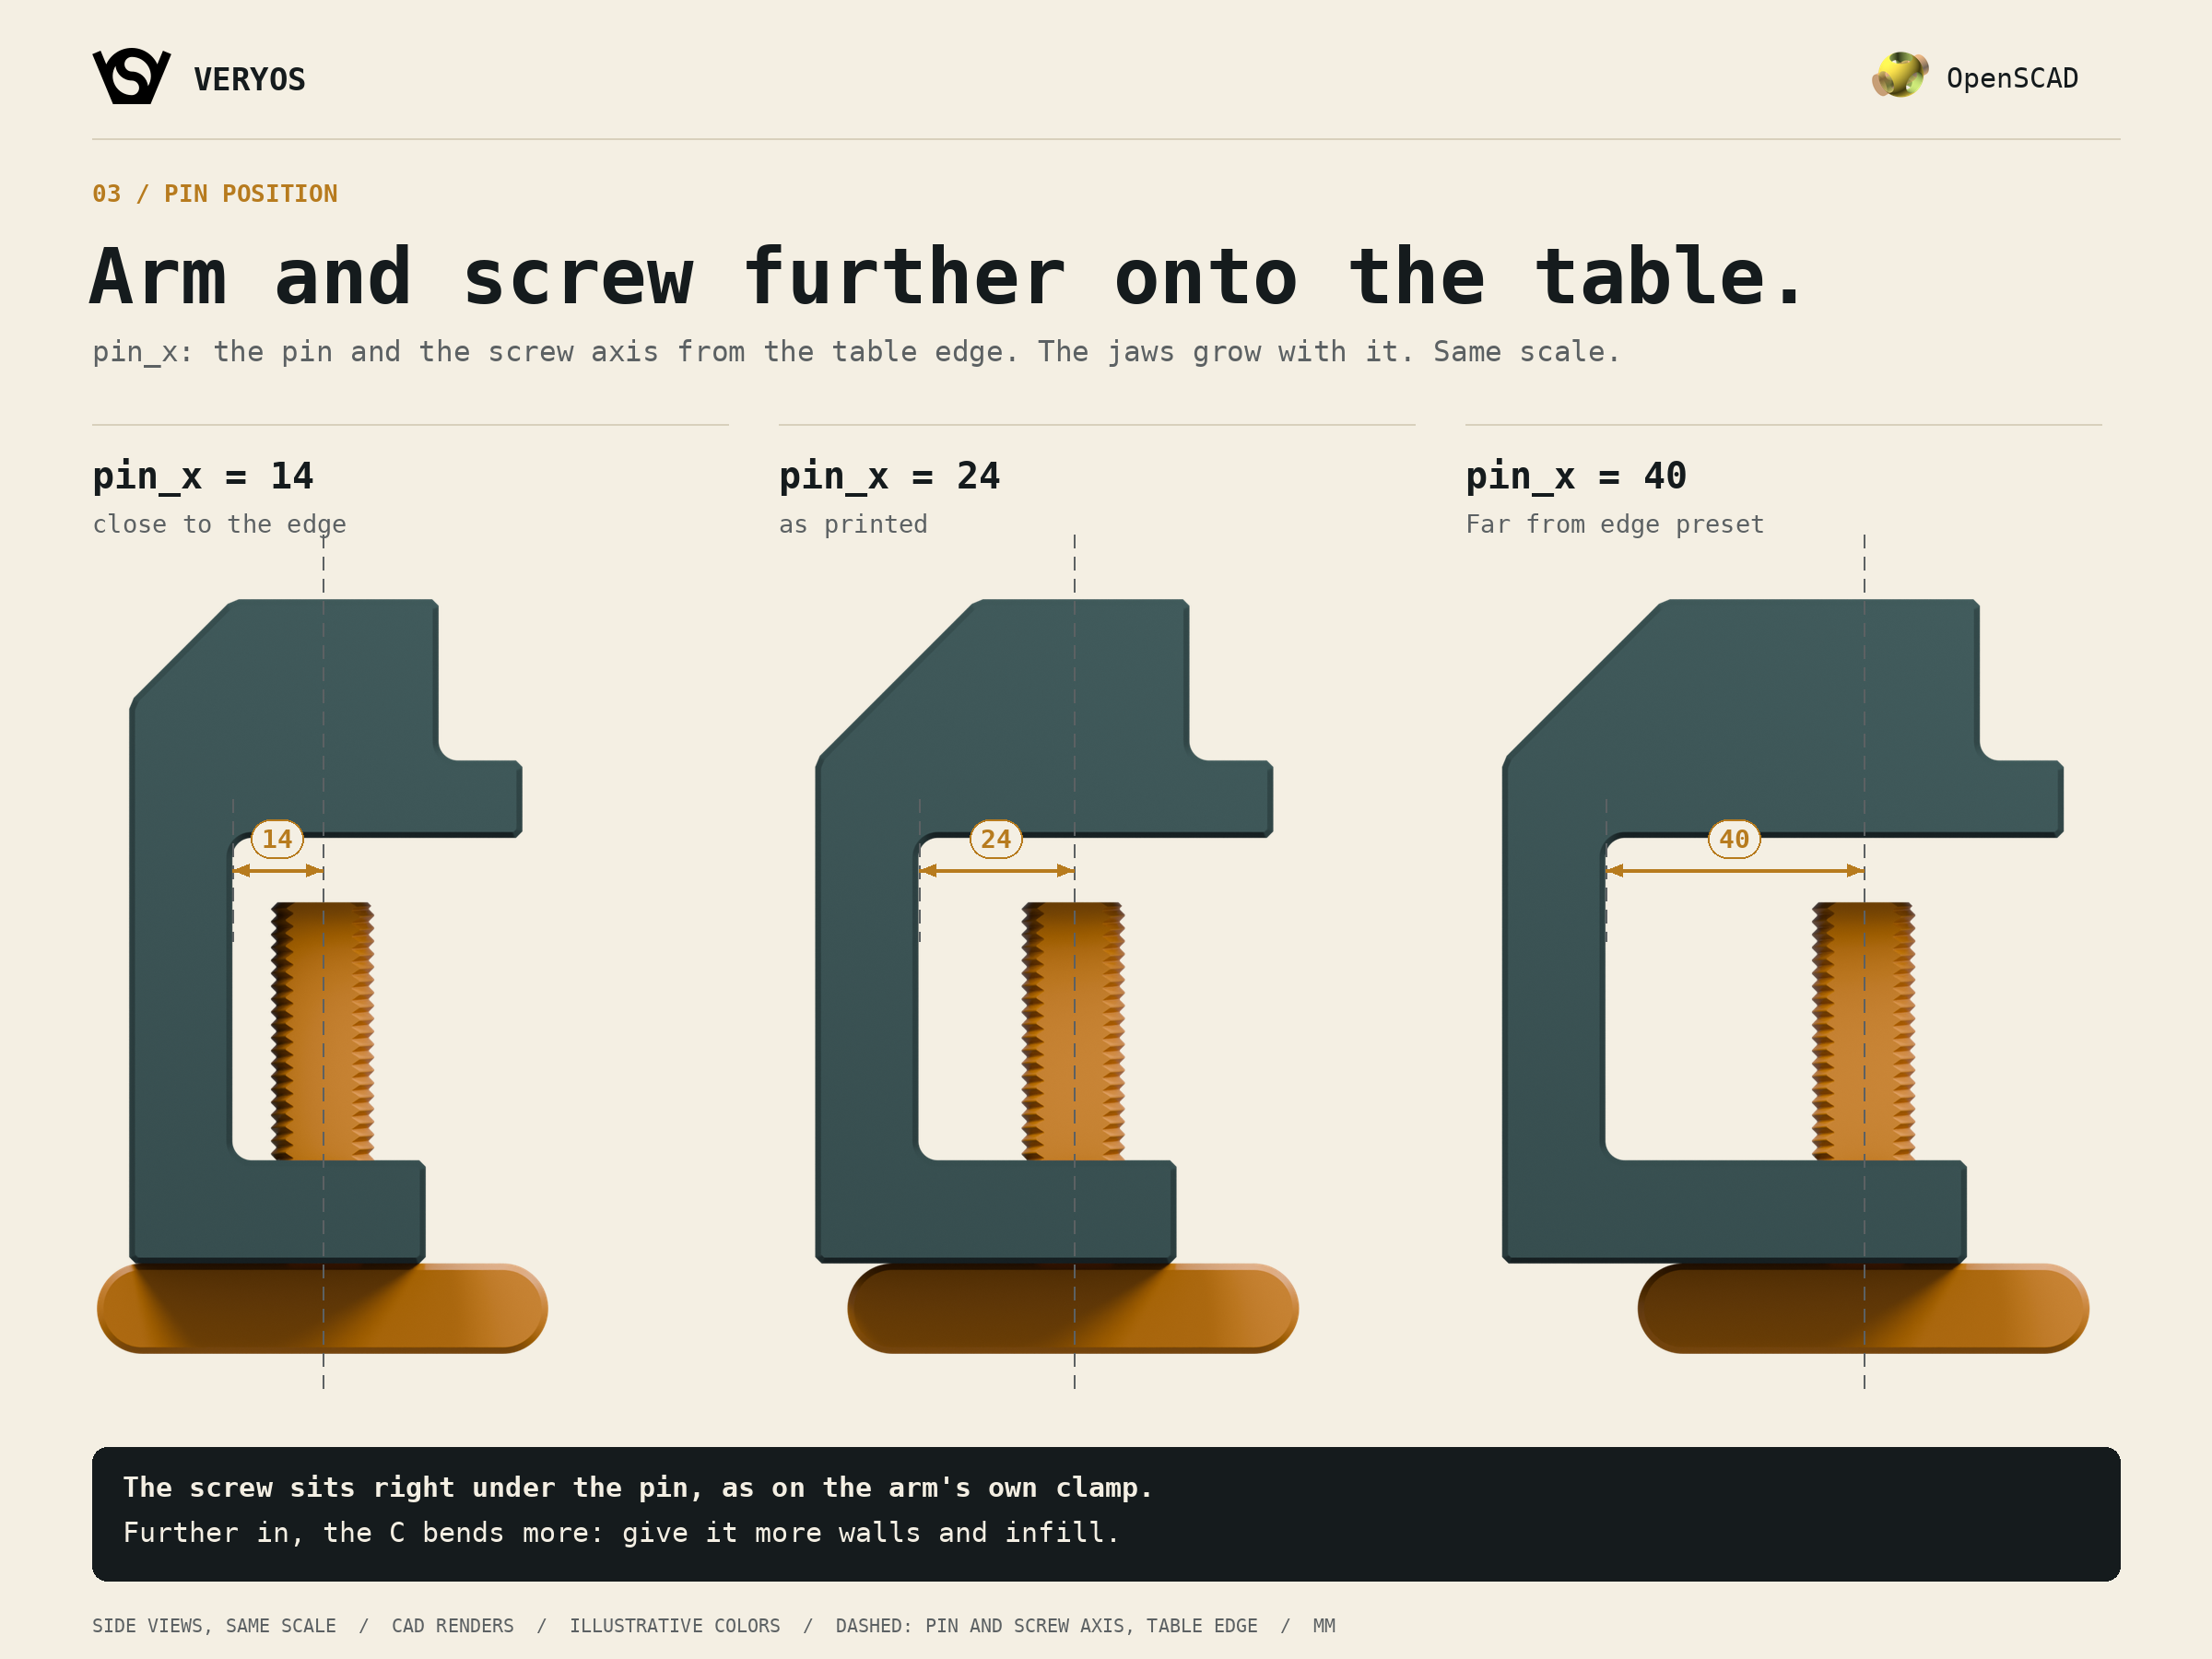 VERYOS
OpenSCAD
03 / PIN POSITION
Arm and screw further onto the table.
pin_x: the pin and the screw axis from the table edge. The jaws grow with it. Same scale.
pin_x = 14
close to the edge
14
pin_x = 24
as printed
24
pin_x = 40
Far from edge preset
40
The screw sits right under the pin, as on the arm's own clamp.
Further in, the C bends more: give it more walls and infill.
SIDE VIEWS, SAME SCALE / CAD RENDERS / ILLUSTRATIVE COLORS / DASHED: PIN AND SCREW AXIS, TABLE EDGE / MM